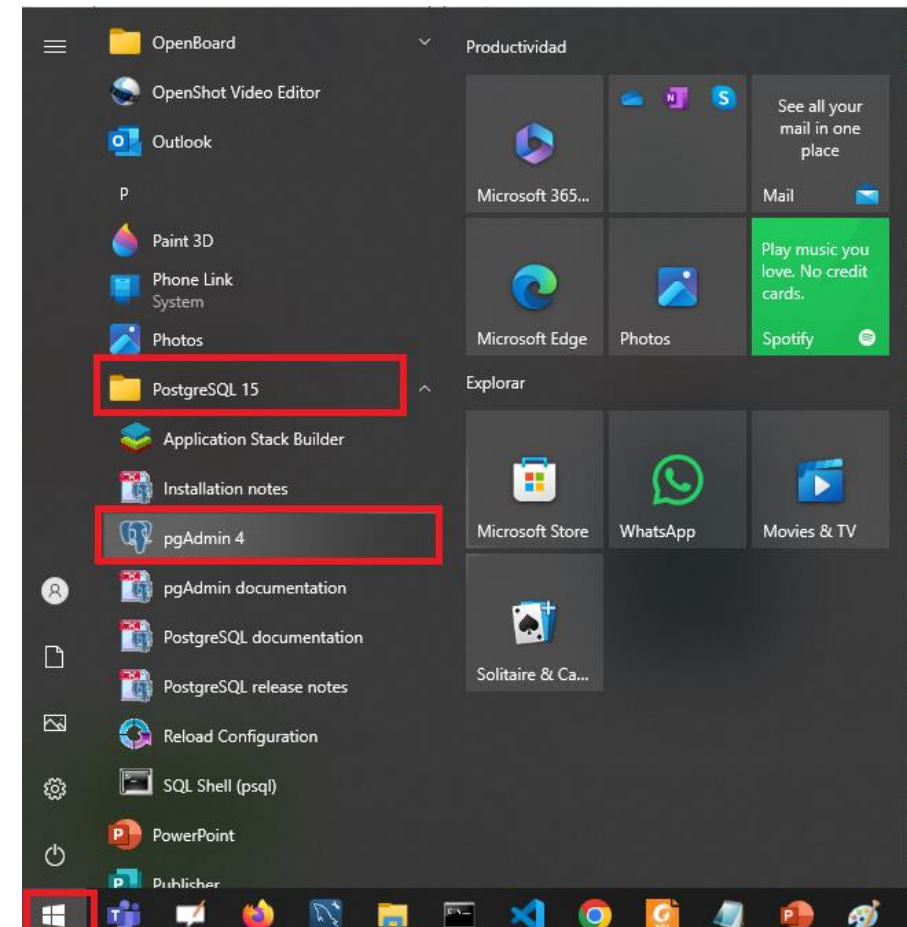 OpenBoard
OpenShot Video Editor
Outlook
P
Paint 3D
Phone Link
System
Photos
PostgreSQL 15
Application Stack Builder
Installation notes
pgAdmin 4
pgAdmin documentation
PostgreSQL documentation
PostgreSQL release notes
Reload Configuration
SQL Shell (psql)
PowerPoint
Publisher
Productividad
See all your
mail in one
place
Microsoft 365...
Mail
Play music you
love. No credit
cards.
Microsoft Edge
Photos
Spotify
Explorar
Microsoft Store
WhatsApp
Movies & TV
Solitaire & Ca...